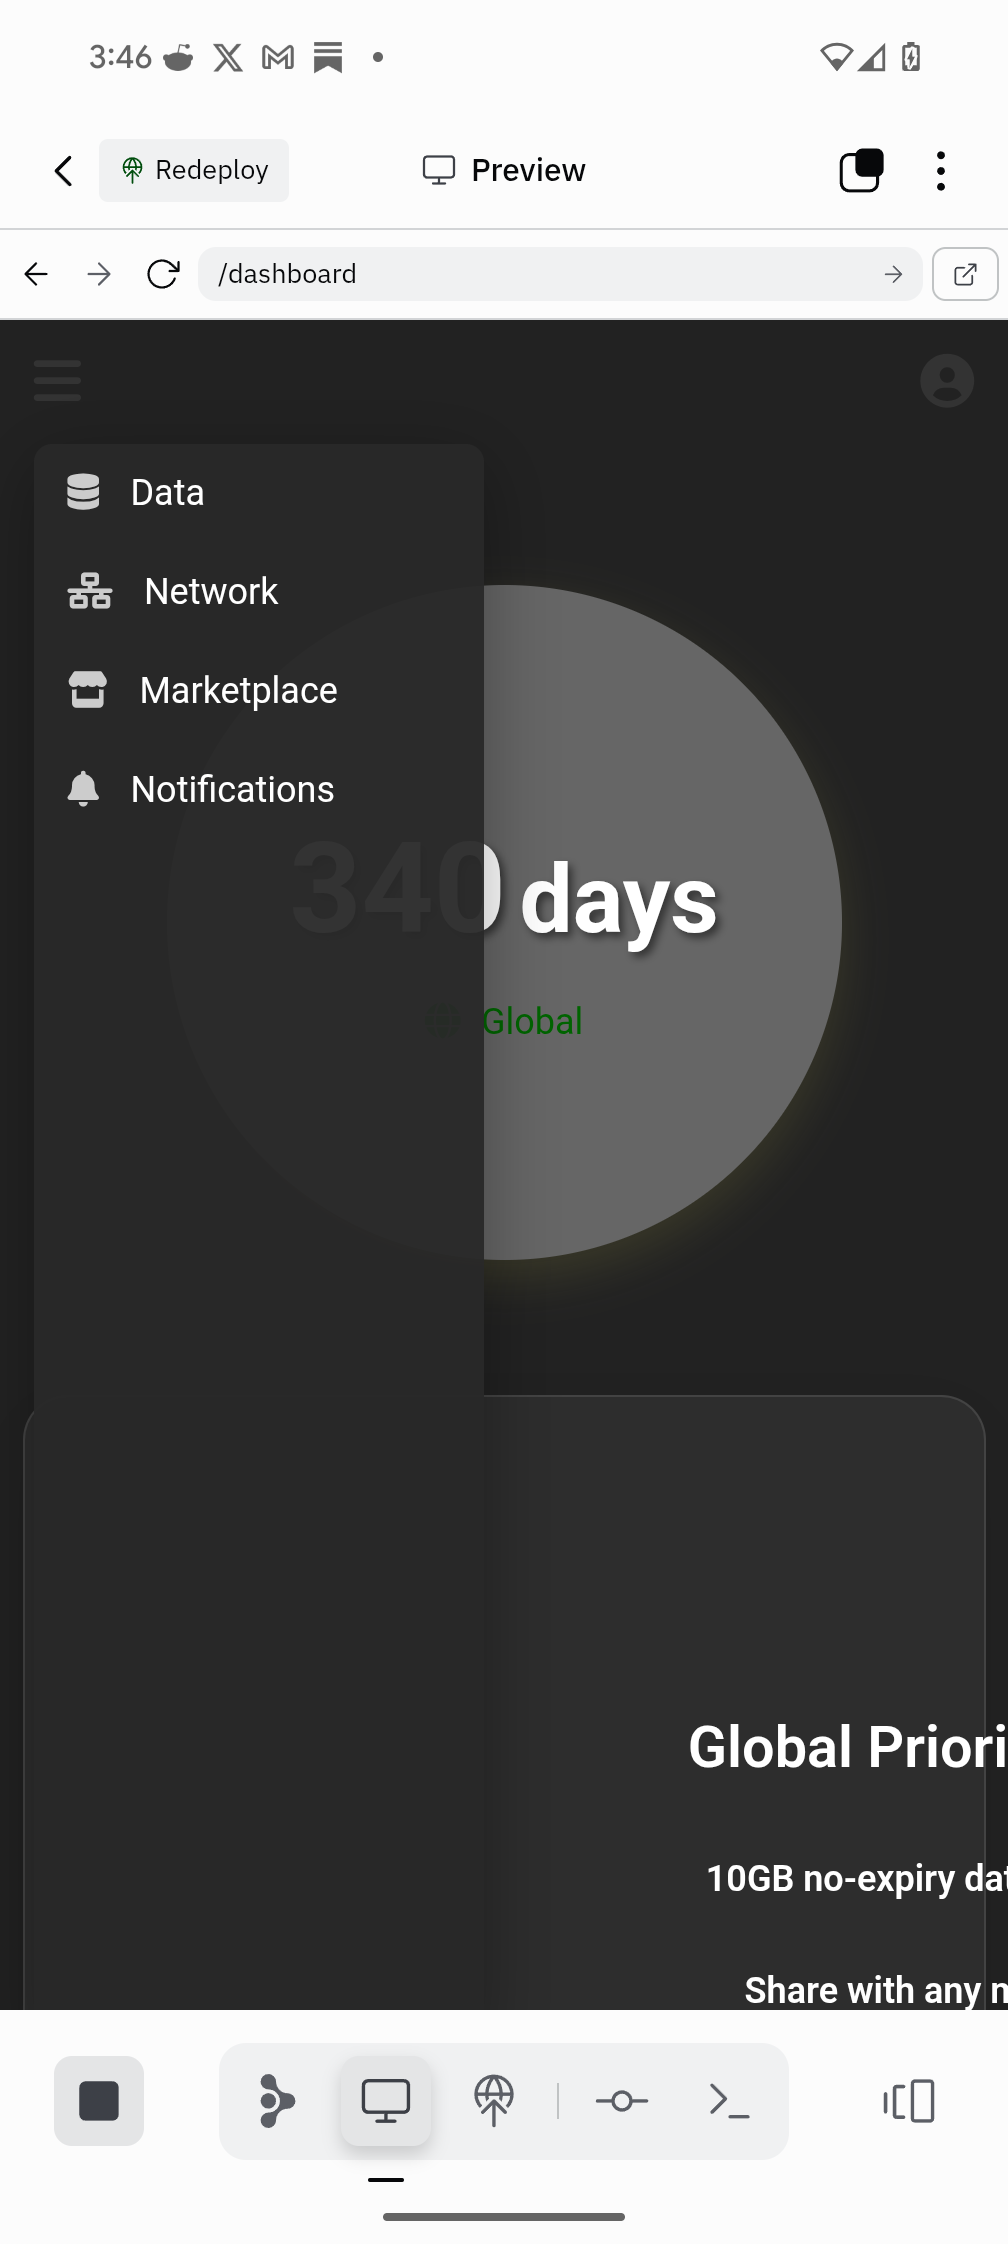 3:46
Redeploy
Preview
/dashboard
Data
Network
Marketplace
Notifications
340 days
Global
Global Priori
10GB no-expiry dat
Share with any